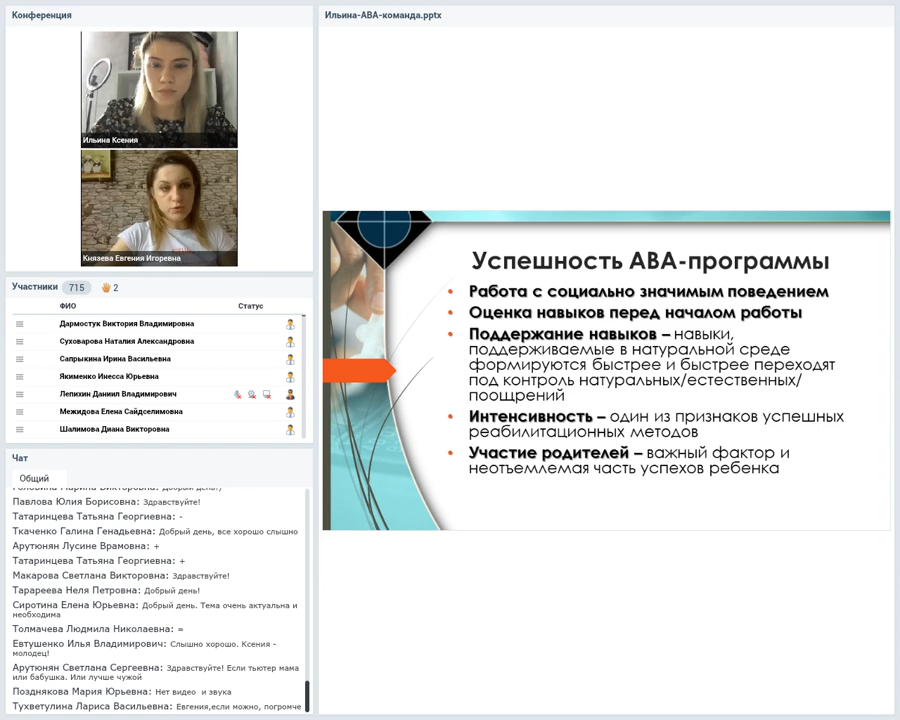 Конференция
Ильина Ксения
Князева Евгения Игоревна
Участники 715 2
ФИО Статус
Дармостук Виктория Владимировна
Суховарова Наталия Александровна
Сапрыкина Ирина Васильевна
Якименко Инесса Юрьевна
Лепихин Даниил Владимирович
Межидова Елена Сайдселимовна
Шалимова Диана Викторовна
Чат
Общий
Павлова Юлия Борисовна: Здравствуйте!
Татаринцева Татьяна Георгиевна: -
Ткаченко Галина Генадьевна: Добрый день, все хорошо слышно
Арутюнян Лусине Врамовна: +
Татаринцева Татьяна Георгиевна: +
Макарова Светлана Викторовна: Здравствуйте!
Тарареева Неля Петровна: Добрый день!
Сиротина Елена Юрьевна: Добрый день. Тема очень актуальна и
необходима
Толмачева Людмила Николаевна: =
Евтушенко Илья Владимирович: Слышно хорошо. Ксения -
молодец!
Арутюнян Светлана Сергеевна: Здравствуйте! Если тьютер мама
или бабушка. Или лучше чужой
Позднякова Мария Юрьевна: Нет видео и звука
Тухветулина Лариса Васильевна: Евгения,если можно, погромче
Ильина-АВА-команда.pptx
Успешность АВА-программы
• Работа с социально значимым поведением
• Оценка навыков перед началом работы
• Поддержание навыков – навыки,
поддерживаемые в натуральной среде
формируются быстрее и быстрее переходят
под контроль натуральных/естественных/
поощрений
• Интенсивность – один из признаков успешных
реабилитационных методов
• Участие родителей – важный фактор и
неотъемлемая часть успехов ребенка